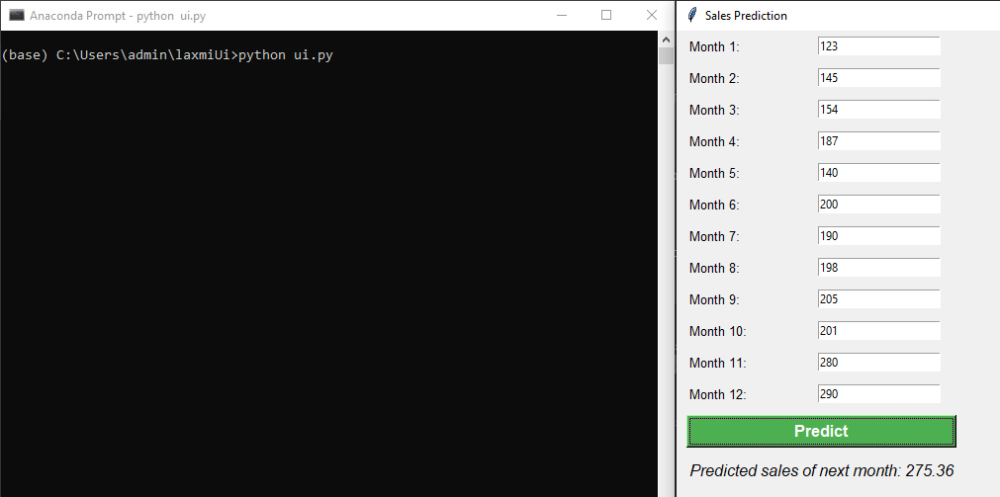 Anaconda Prompt - python  ui.py
(base) C:\Users\admin\laxmiUi>python ui.py
Sales Prediction
Month 1: 123
Month 2: 145
Month 3: 154
Month 4: 187
Month 5: 140
Month 6: 200
Month 7: 190
Month 8: 198
Month 9: 205
Month 10: 201
Month 11: 280
Month 12: 290
Predict
Predicted sales of next month: 275.36